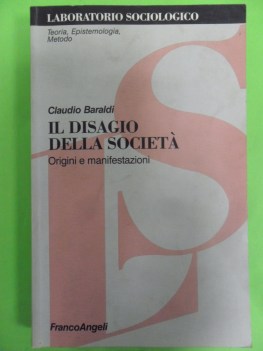 LABORATORIO SOCIOLOGICO
Teoria, Epistemologia,
Metodo
Claudio Baraldi
IL DISAGIO
DELLA SOCIETÀ
Origini e manifestazioni
FrancoAngeli